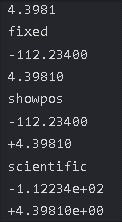 4.3981
fixed
-112.23400
4.39810
showpos
-112.23400
+4.39810
scientific
-1.12234e+02
+4.39810e+00